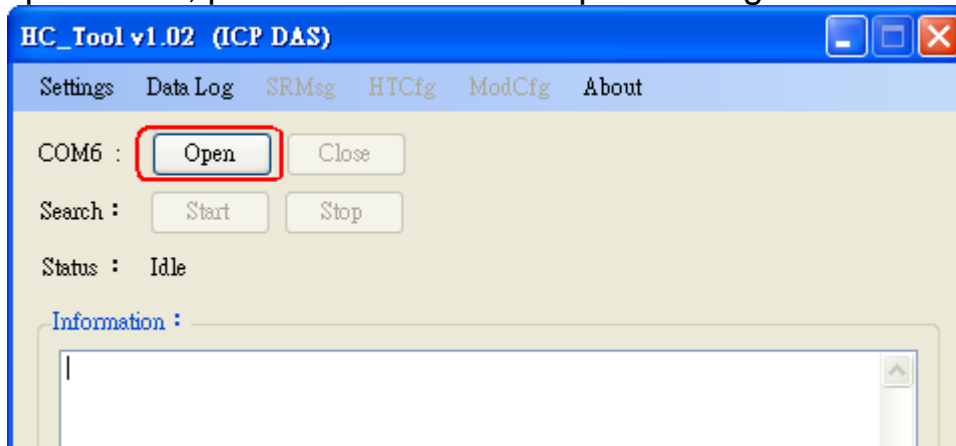 HC_Tool v1.02 (ICP DAS)
Settings Data Log SRMsg HTCfg ModCfg About
COM6 : Open Close
Search : Start Stop
Status : Idle
Information :